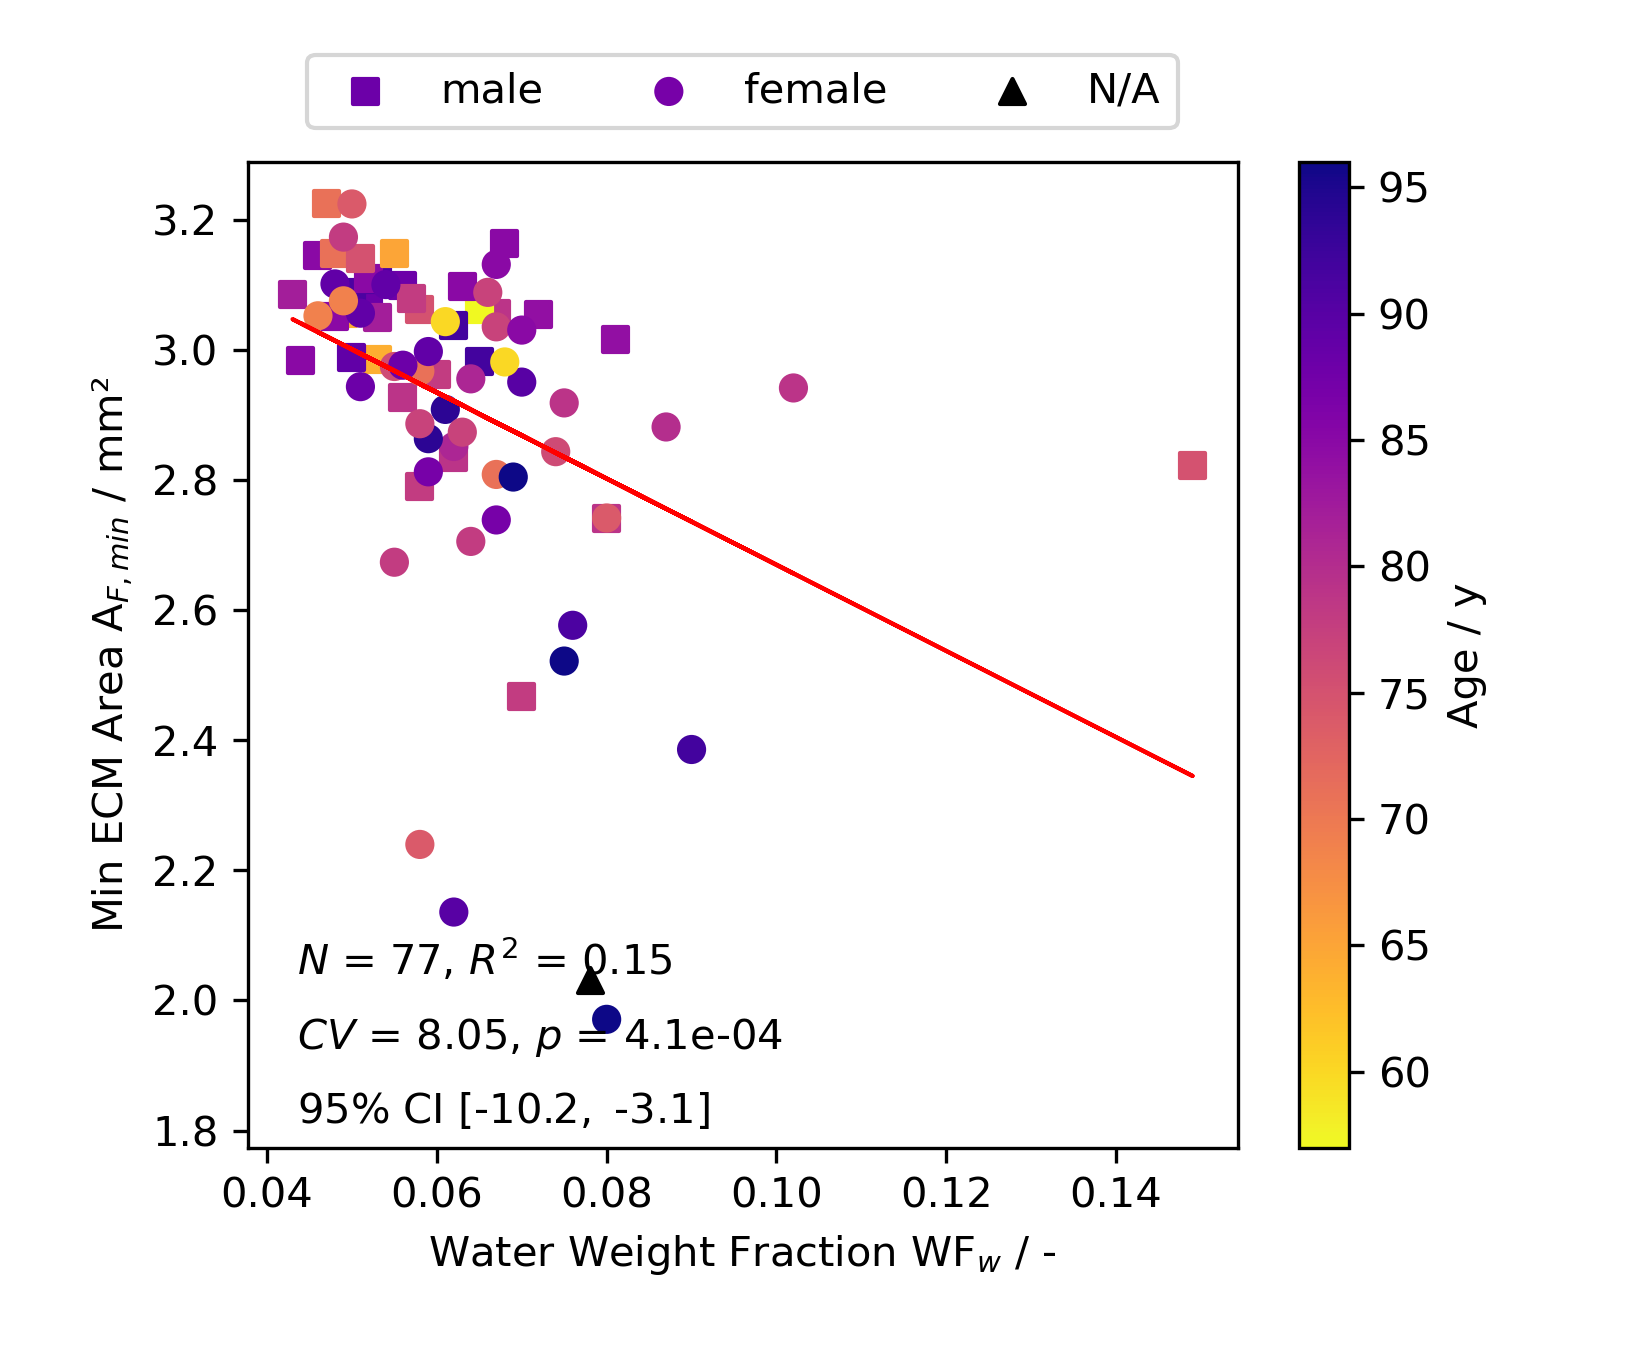 male female N/A
3.2
3.0
2.8
2.6
2.4
2.2
2.0
1.8
Min ECM Area A_F,min / mm²
N = 77, R² = 0.15
CV = 8.05, p = 4.1e-04
95% CI [-10.2, -3.1]
0.04 0.06 0.08 0.10 0.12 0.14
Water Weight Fraction WF_w / -
95
90
85
80
75
70
65
60
Age / y